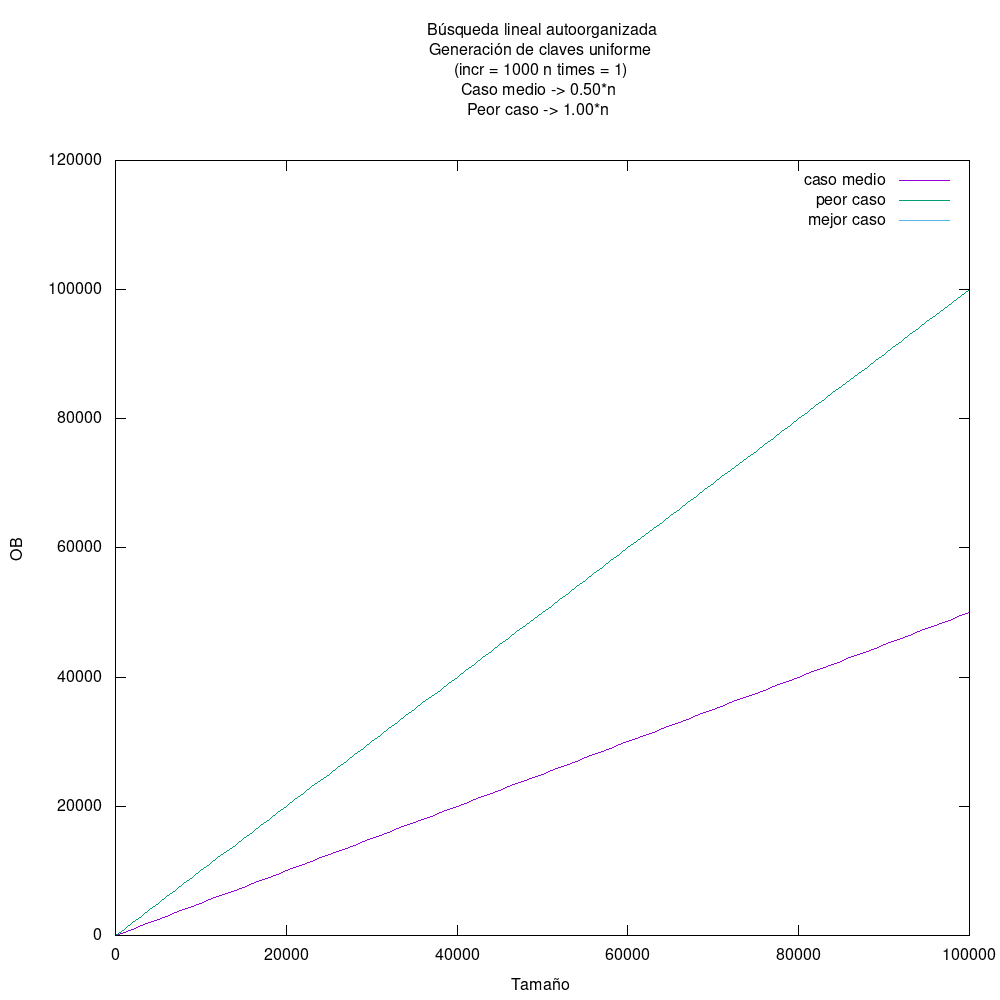 Búsqueda lineal autoorganizada
Generación de claves uniforme
(incr = 1000 n times = 1)
Caso medio -> 0.50*n
Peor caso -> 1.00*n
caso medio
peor caso
mejor caso
120000
100000
80000
60000
40000
20000
0
OB
0 20000 40000 60000 80000 100000
Tamaño